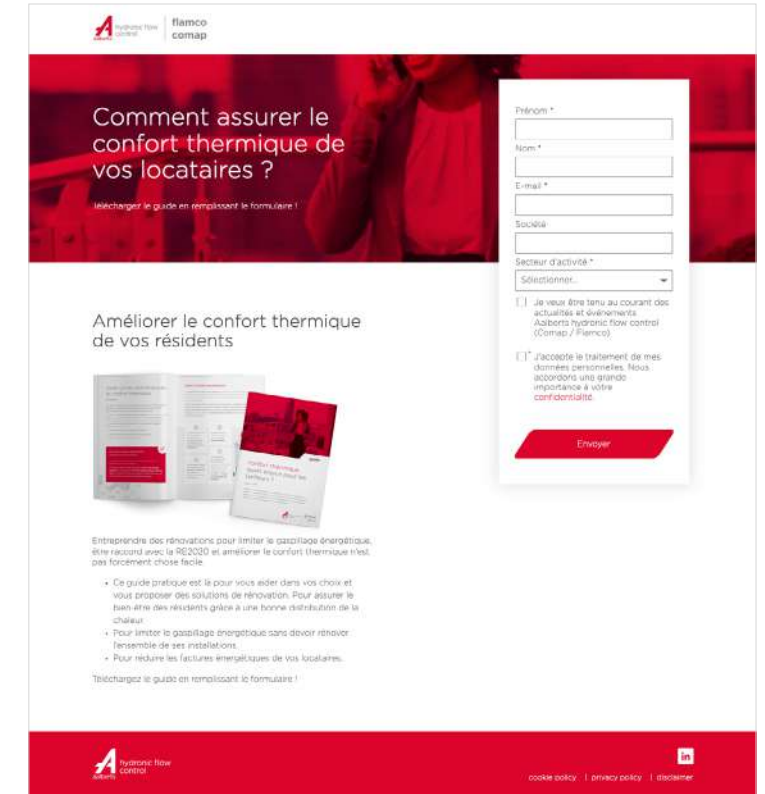 Aalberts
hydronic flow
control
flamco
comap
Comment assurer le
confort thermique de
vos locataires ?
Téléchargez le guide en remplissant le formulaire !
Prénom *
Nom *
E-mail *
Société
Secteur d'activité *
Sélectionner...
Je veux être tenu au courant des
actualités et événements
Aalberts hydronic flow control
(Comap / Flamco)
* J'accepte le traitement de mes
données personnelles. Nous
accordons une grande
importance à votre
confidentialité.
Envoyer
Améliorer le confort thermique
de vos résidents
Confort thermique
Entreprendre des rénovations pour limiter le gaspillage énergétique,
être raccord avec la RE2020 et améliorer le confort thermique n'est
pas forcément chose facile
• Ce guide pratique est là pour vous aider dans vos choix et
vous proposer des solutions de rénovation. Pour assurer le
bien-être des résidents grâce à une bonne distribution de la
chaleur
• Pour limiter le gaspillage énergétique sans devoir rénover
l'ensemble de ses installations.
• Pour réduire les factures énergétiques de vos locataires.
Téléchargez le guide en remplissant le formulaire !
Aalberts
hydronic flow
control
in
cookie policy | privacy policy | disclaimer